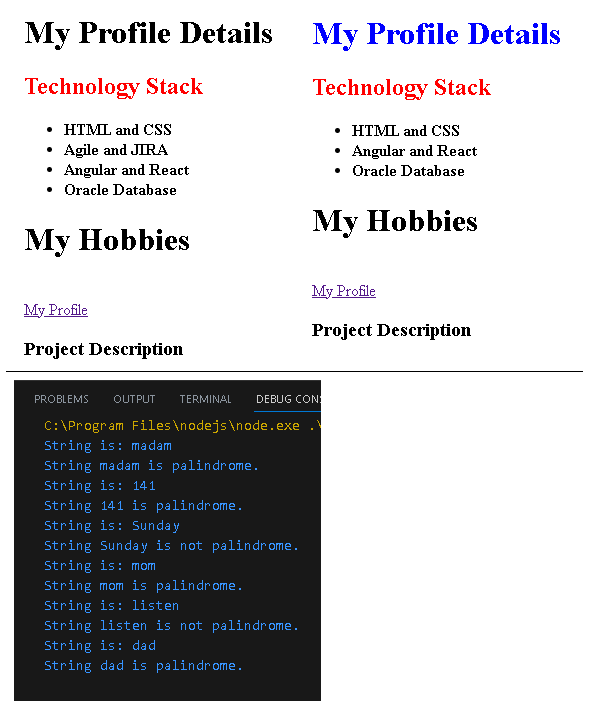 My Profile Details
Technology Stack
HTML and CSS
Agile and JIRA
Angular and React
Oracle Database
My Hobbies
My Profile
Project Description
My Profile Details
Technology Stack
HTML and CSS
Angular and React
Oracle Database
My Hobbies
My Profile
Project Description
PROBLEMS OUTPUT TERMINAL DEBUG CONS
C:\Program Files\nodejs\node.exe .\
String is: madam
String madam is palindrome.
String is: 141
String 141 is palindrome.
String is: Sunday
String Sunday is not palindrome.
String is: mom
String mom is palindrome.
String is: listen
String listen is not palindrome.
String is: dad
String dad is palindrome.